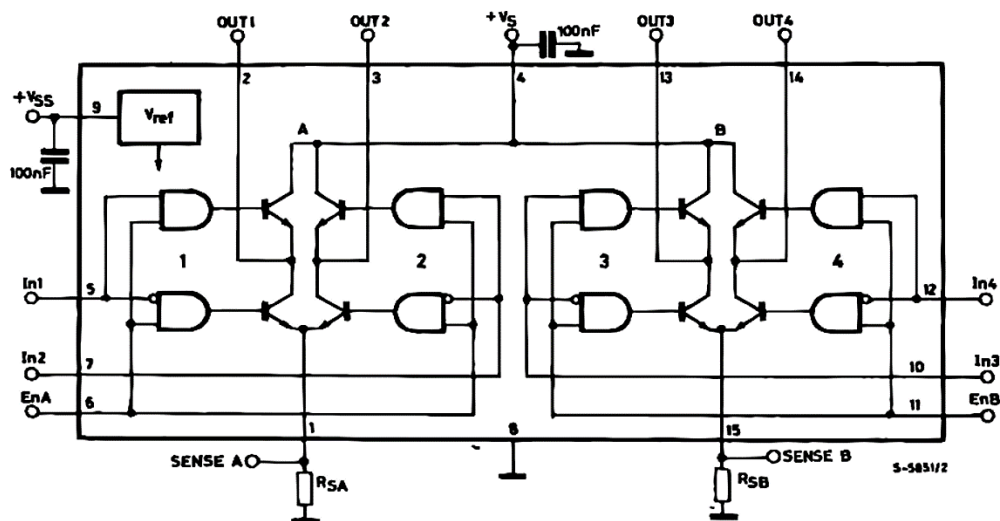 OUT1
OUT2
+VS
100nF
OUT3
OUT4
2
3
4
13
14
+VSS
9
Vref
A
B
100nF
1
2
3
4
In1
5
12
In4
In2
7
10
In3
EnA
6
11
EnB
1
8
15
SENSE A
SENSE B
S-5851/2
RSA
RSB